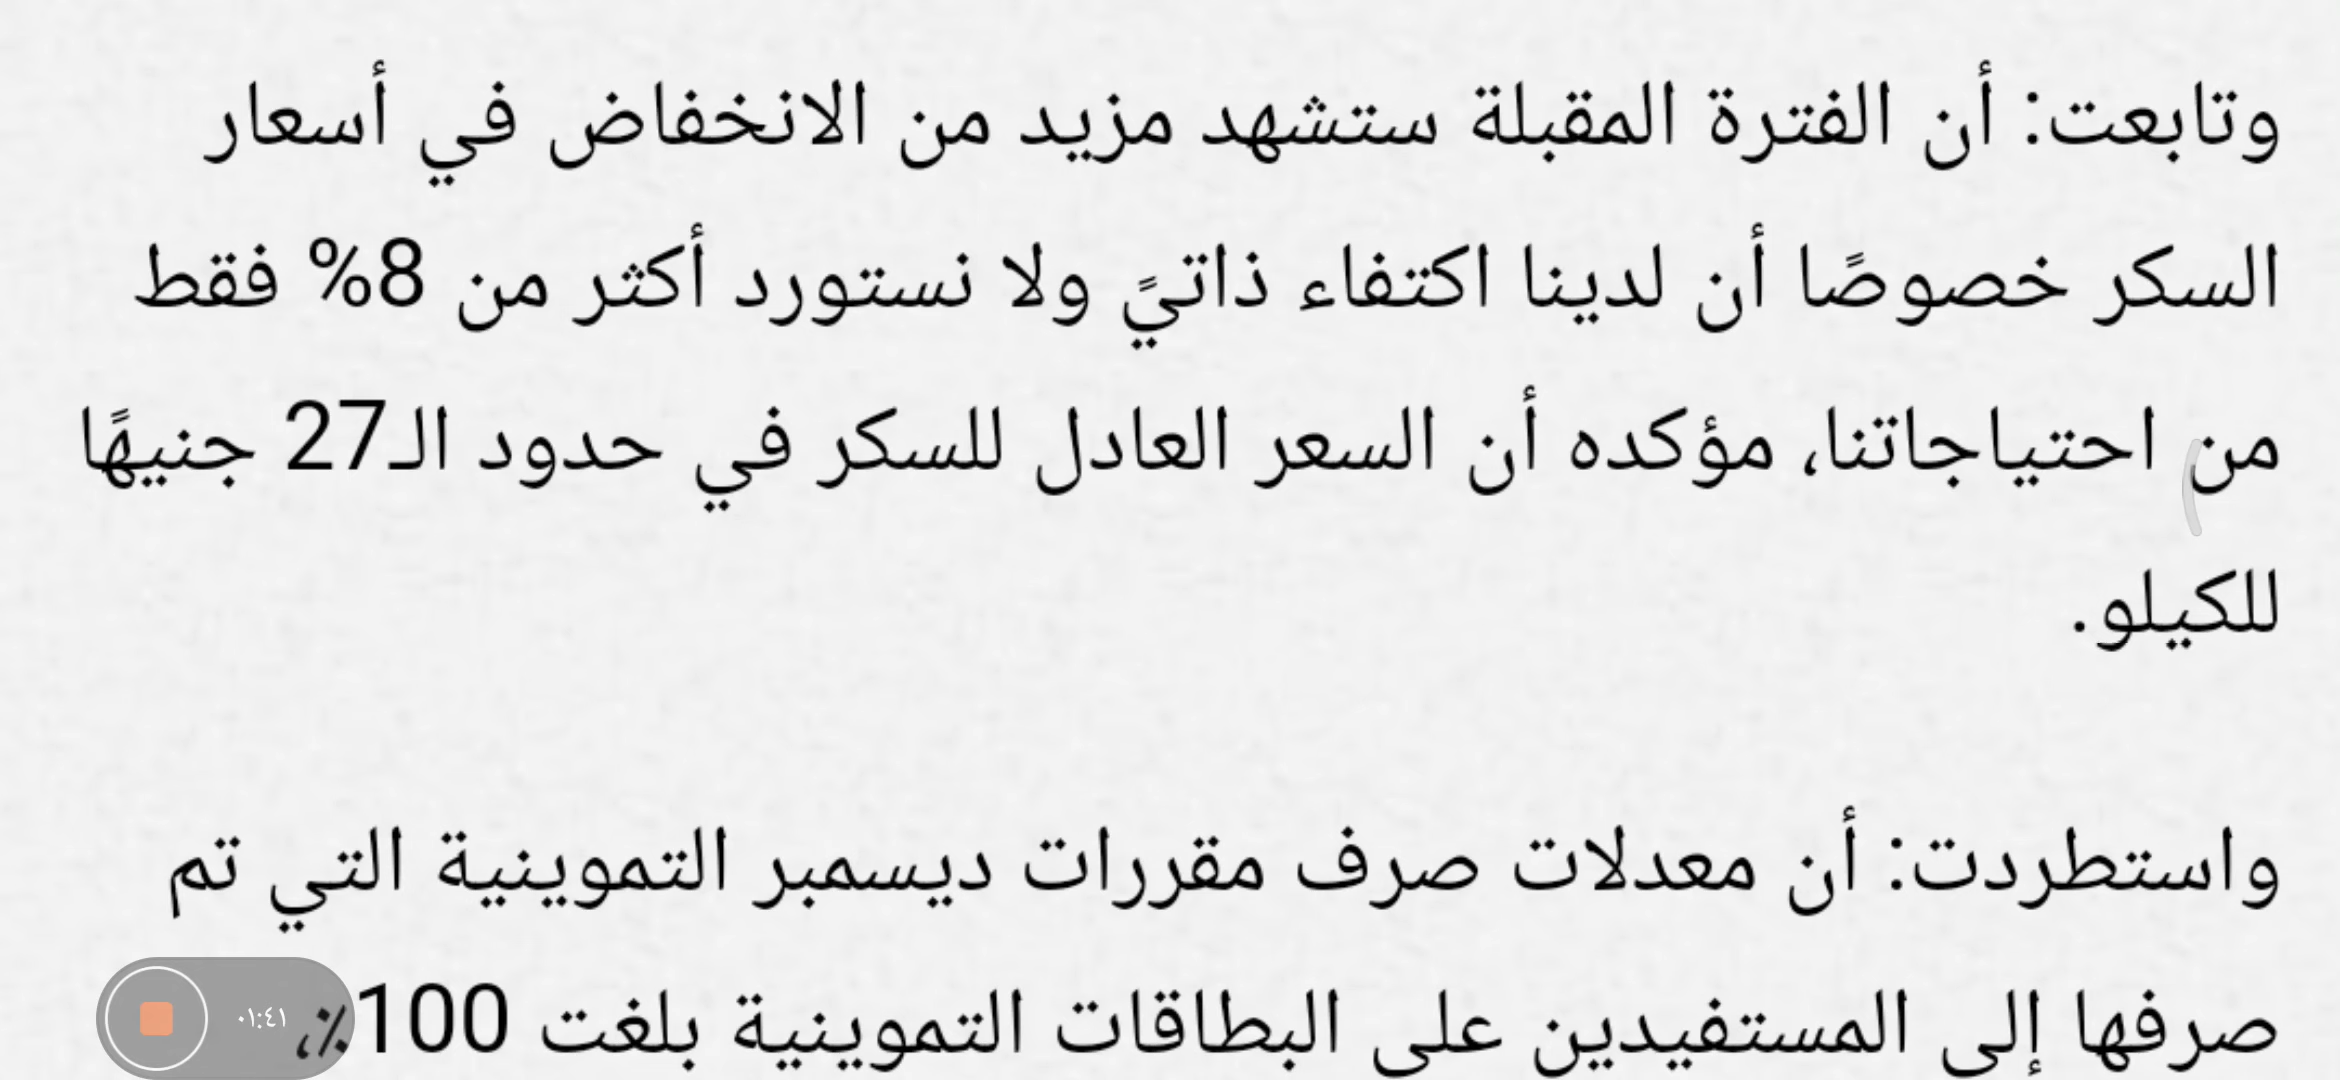 وتابعت: أن الفترة المقبلة ستشهد مزيد من الانخفاض في أسعار
السكر خصوصًا أن لدينا اكتفاء ذاتيً ولا نستورد أكثر من 8% فقط
من احتياجاتنا، مؤكده أن السعر العادل للسكر في حدود الـ27 جنيهًا
للكيلو.
واستطردت: أن معدلات صرف مقررات ديسمبر التموينية التي تم
صرفها إلى المستفيدين على البطاقات التموينية بلغت 100٪،
٠١:٤١